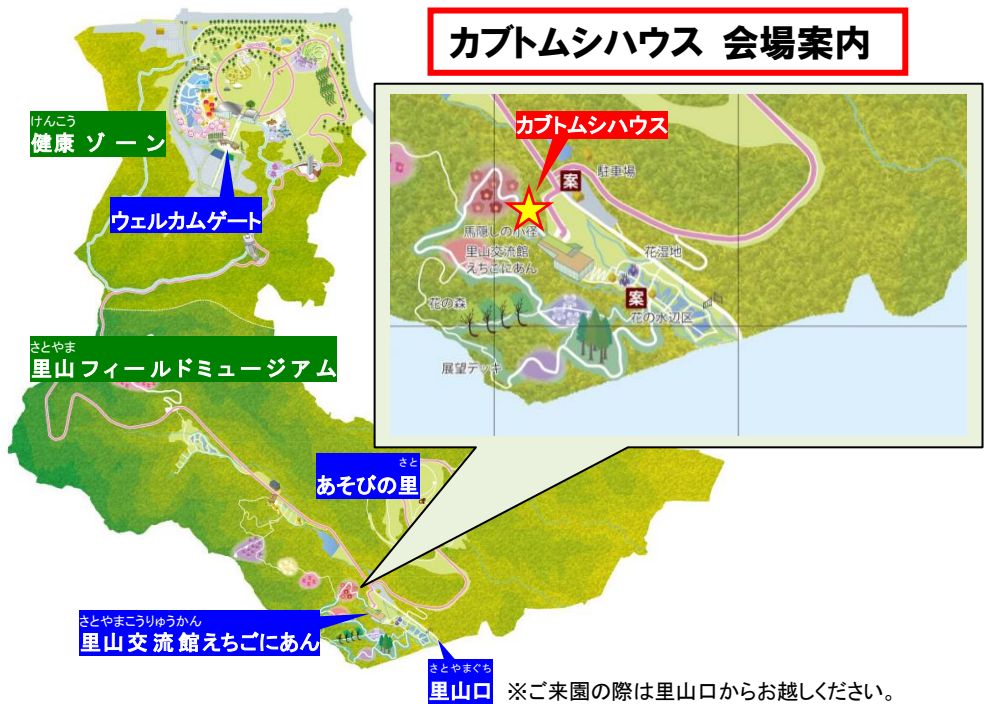 カブトムシハウス 会場案内
けんこう
健康 ゾーン
ウェルカムゲート
カブトムシハウス
案
駐車場
馬隠しの小径
里山交流館
えちごにあん
花湿地
花の森
案
花の水辺区
展望デッキ
さとやま
里山フィールドミュージアム
さと
あそびの里
さとやまこうりゅうかん
里山交流館えちごにあん
さとやまぐち
里山口
※ご来園の際は里山口からお越しください。